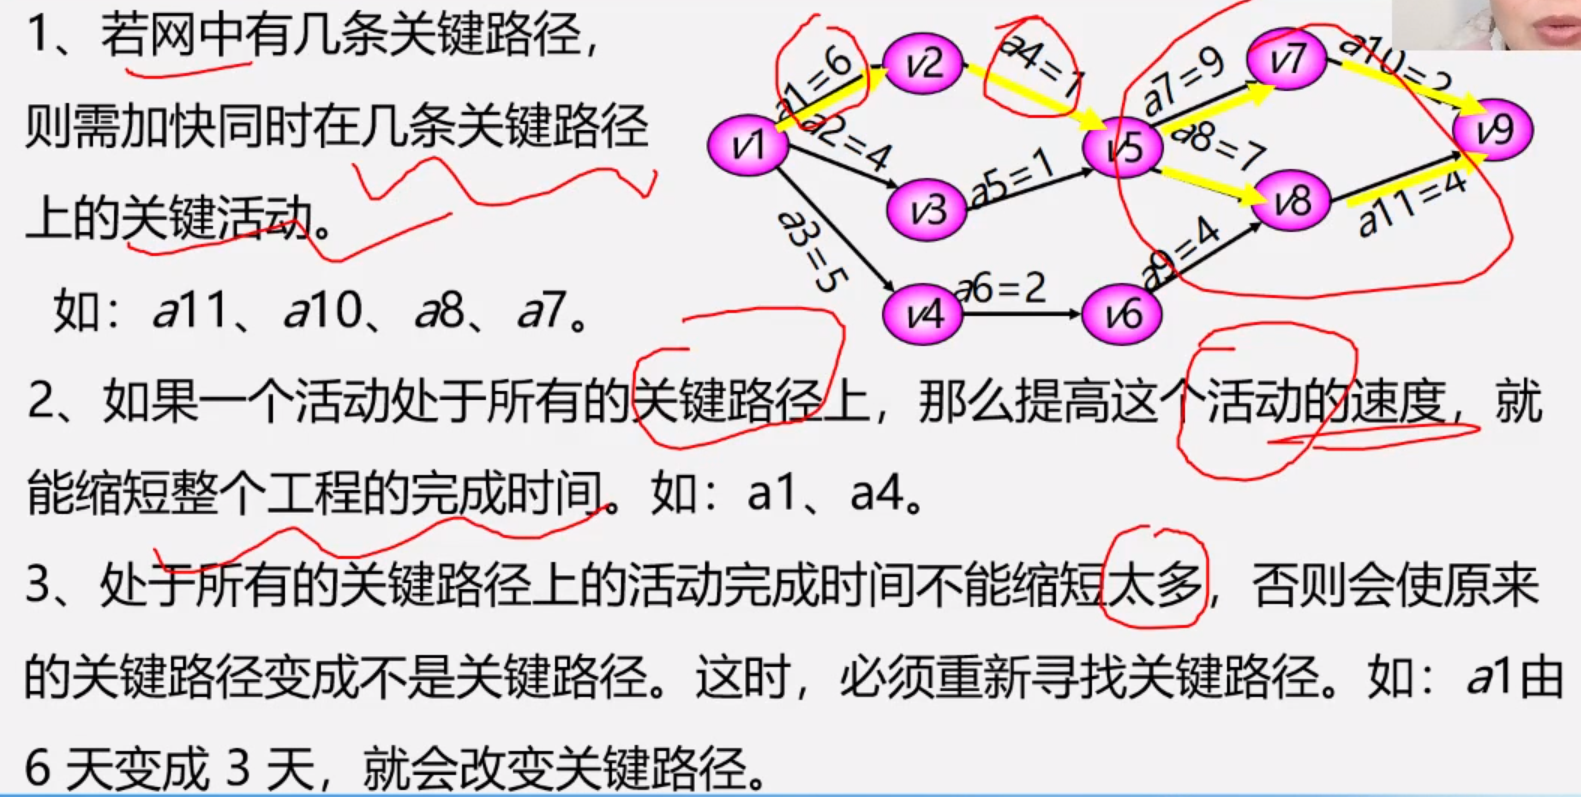 1、若网中有几条关键路径，
则需加快同时在几条关键路径
上的关键活动。
如：a11、a10、a8、a7。
2、如果一个活动处于所有的关键路径上，那么提高这个活动的速度，就
能缩短整个工程的完成时间。如：a1、a4。
3、处于所有的关键路径上的活动完成时间不能缩短太多，否则会使原来
的关键路径变成不是关键路径。这时，必须重新寻找关键路径。如：a1由
6 天变成 3 天，就会改变关键路径。
v1
v2
v3
v4
v5
v6
v7
v8
v9
a1=6
a2=4
a3=5
a4=1
a5=1
a6=2
a7=9
a8=7
a9=4
a10=2
a11=4